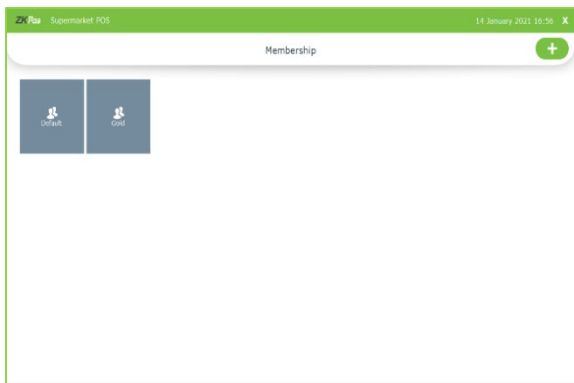 ZKPos Supermarket POS 14 January 2021 16:56 X
Membership
+
Default Gold